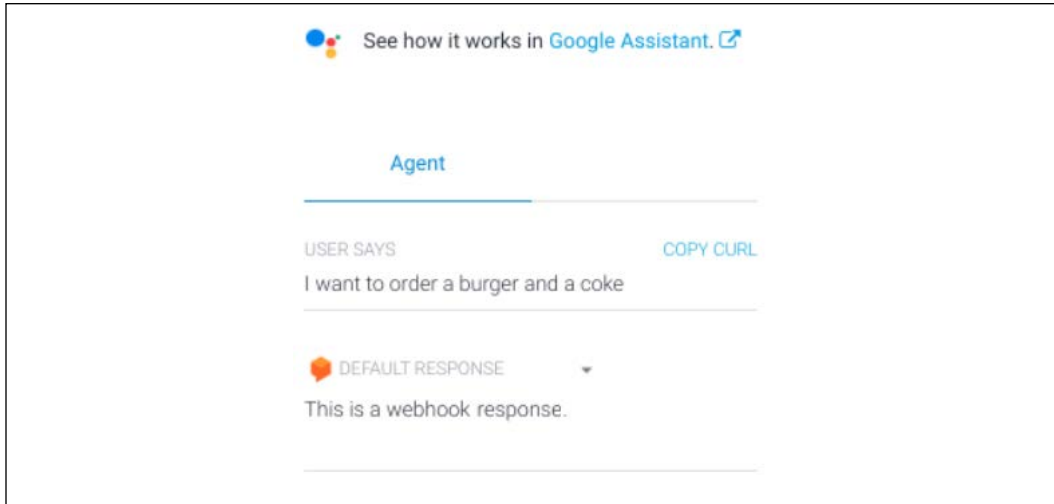 See how it works in Google Assistant.
Agent
USER SAYS COPY CURL
I want to order a burger and a coke
DEFAULT RESPONSE
This is a webhook response.